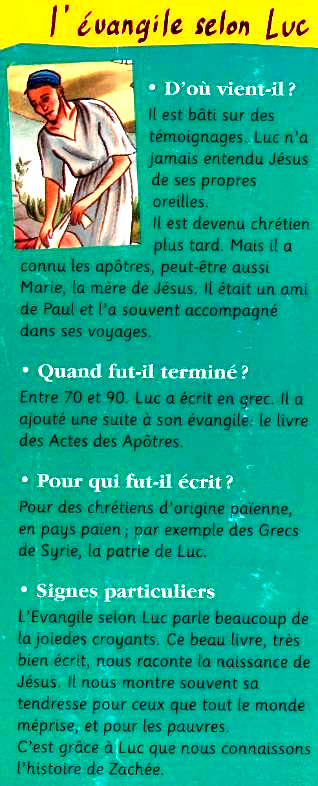 l'évangile selon Luc
• D'où vient-il ?
Il est bâti sur des
témoignages. Luc n'a
jamais entendu Jésus
de ses propres
oreilles.
Il est devenu chrétien
plus tard. Mais il a
connu les apôtres, peut-être aussi
Marie, la mère de Jésus. Il était un ami
de Paul et l'a souvent accompagné
dans ses voyages.
• Quand fut-il terminé ?
Entre 70 et 90. Luc a écrit en grec. Il a
ajouté une suite à son évangile: le livre
des Actes des Apôtres.
• Pour qui fut-il écrit ?
Pour des chrétiens d'origine païenne,
en pays païen ; par exemple des Grecs
de Syrie, la patrie de Luc.
• Signes particuliers
L'Evangile selon Luc parle beaucoup de
la joiedes croyants. Ce beau livre, très
bien écrit, nous raconte la naissance de
Jésus. Il nous montre souvent sa
tendresse pour ceux que tout le monde
méprise, et pour les pauvres.
C'est grâce à Luc que nous connaissons
l'histoire de Zachée.